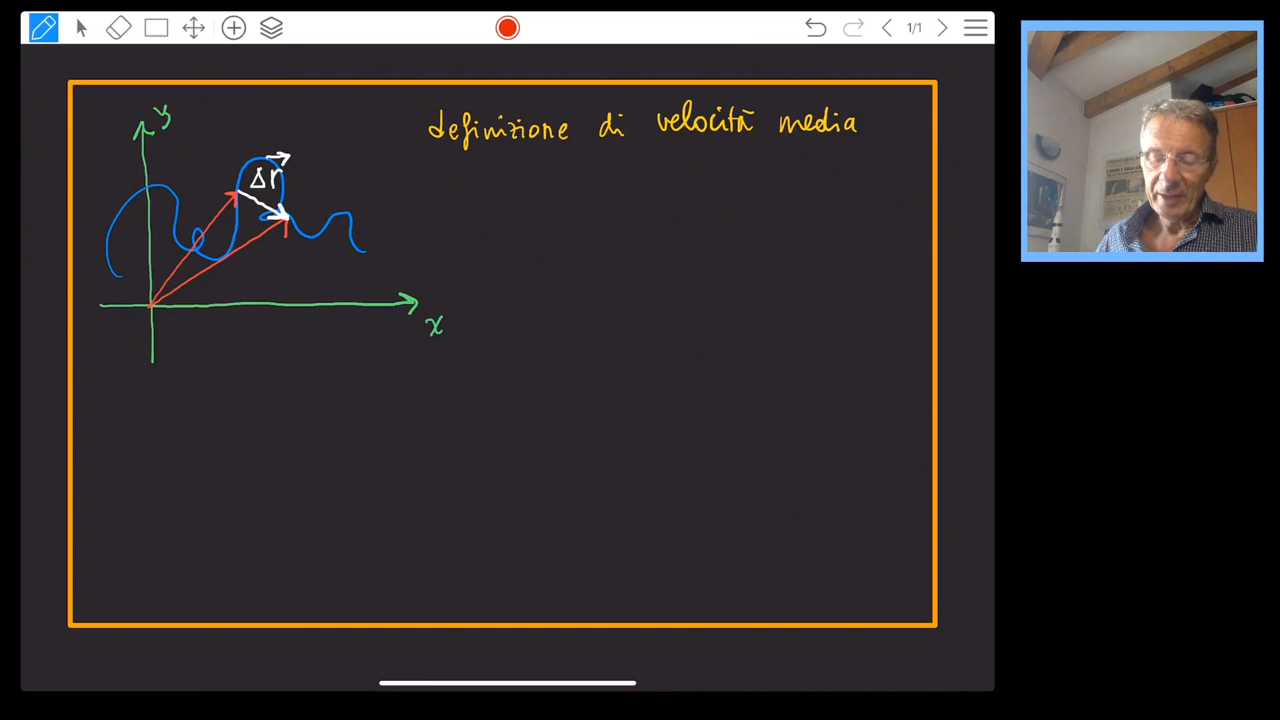 1/1
definizione di velocità media
y
Δr
x